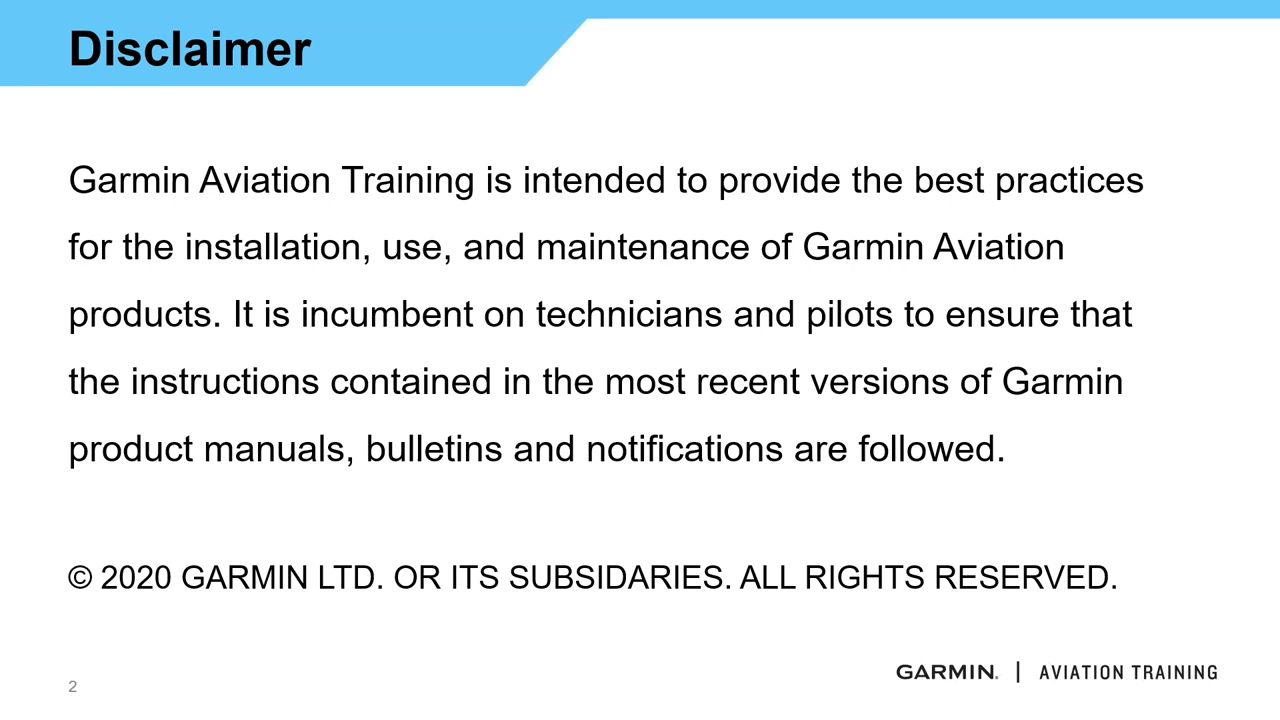 Disclaimer
Garmin Aviation Training is intended to provide the best practices
for the installation, use, and maintenance of Garmin Aviation
products. It is incumbent on technicians and pilots to ensure that
the instructions contained in the most recent versions of Garmin
product manuals, bulletins and notifications are followed.
© 2020 GARMIN LTD. OR ITS SUBSIDARIES. ALL RIGHTS RESERVED.
2
GARMIN. | AVIATION TRAINING